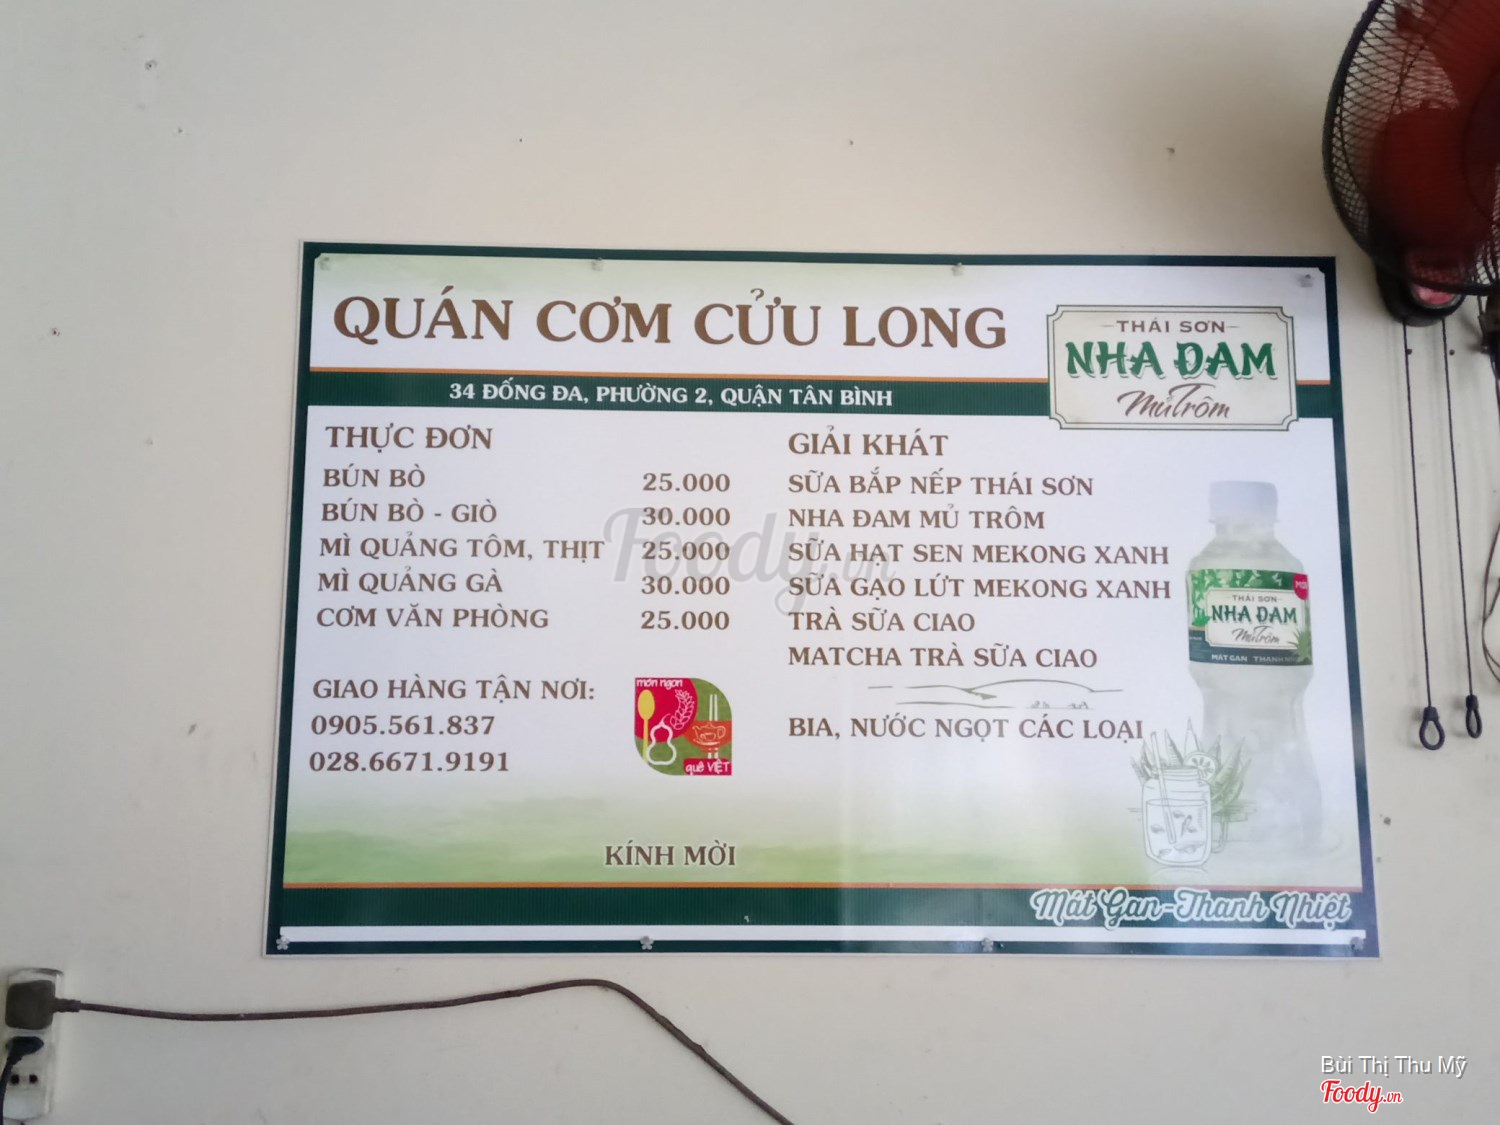 QUÁN CƠM CỬU LONG
THÁI SƠN
NHA ĐAM
Mủ Trôm
34 ĐỐNG ĐA, PHƯỜNG 2, QUẬN TÂN BÌNH
THỰC ĐƠN
BÚN BÒ 25.000
BÚN BÒ - GIÒ 30.000
MÌ QUẢNG TÔM, THỊT 25.000
MÌ QUẢNG GÀ 30.000
CƠM VĂN PHÒNG 25.000
GIAO HÀNG TẬN NƠI:
0905.561.837
028.6671.9191
món ngon
quê VIỆT
GIẢI KHÁT
SỮA BẮP NẾP THÁI SƠN
NHA ĐAM MỦ TRÔM
SỮA HẠT SEN MEKONG XANH
SỮA GẠO LỨT MEKONG XANH
TRÀ SỮA CIAO
MATCHA TRÀ SỮA CIAO
BIA, NƯỚC NGỌT CÁC LOẠI
THÁI SƠN
NHA ĐAM
Mủ Trôm
MÁT GAN
KÍNH MỜI
Mát Gan-Thanh Nhiệt
Foody.vn
Bùi Thị Thu Mỹ
Foody.vn